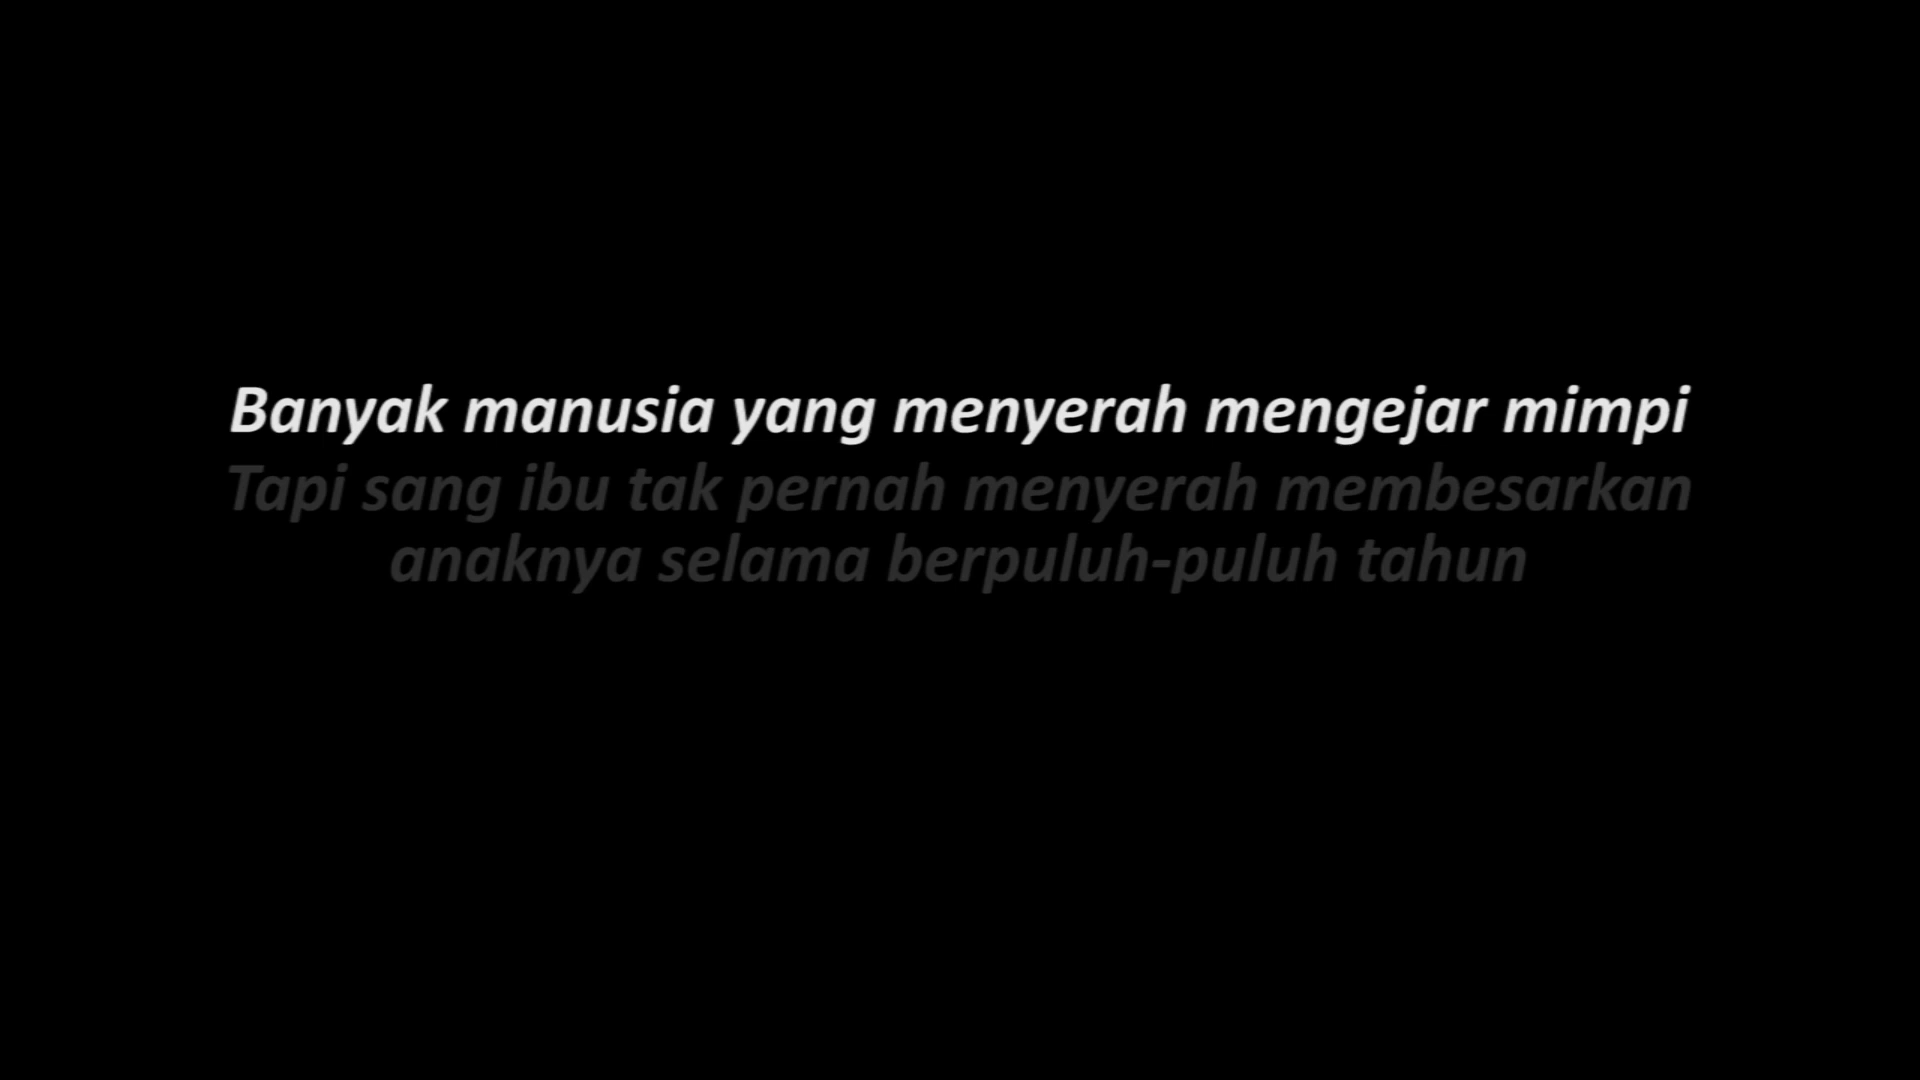 Banyak manusia yang menyerah mengejar mimpi
Tapi sang ibu tak pernah menyerah membesarkan
anaknya selama berpuluh-puluh tahun